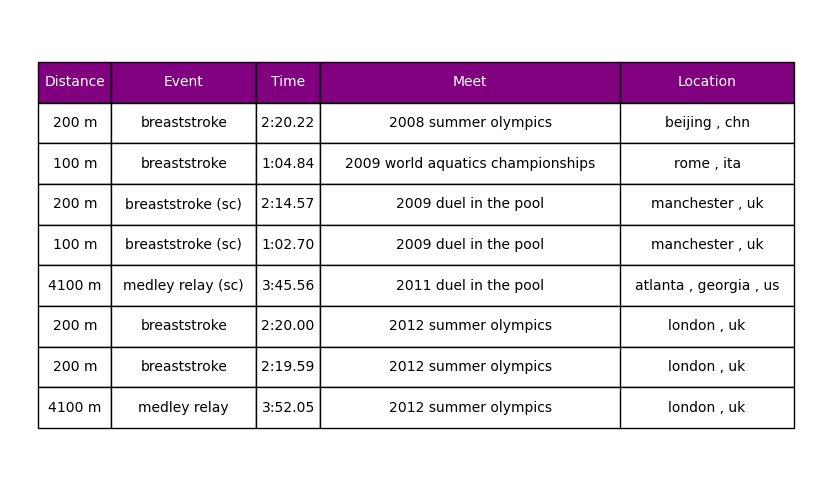 Distance Event Time Meet Location
200 m breaststroke 2:20.22 2008 summer olympics beijing , chn
100 m breaststroke 1:04.84 2009 world aquatics championships rome , ita
200 m breaststroke (sc) 2:14.57 2009 duel in the pool manchester , uk
100 m breaststroke (sc) 1:02.70 2009 duel in the pool manchester , uk
4100 m medley relay (sc) 3:45.56 2011 duel in the pool atlanta , georgia , us
200 m breaststroke 2:20.00 2012 summer olympics london , uk
200 m breaststroke 2:19.59 2012 summer olympics london , uk
4100 m medley relay 3:52.05 2012 summer olympics london , uk